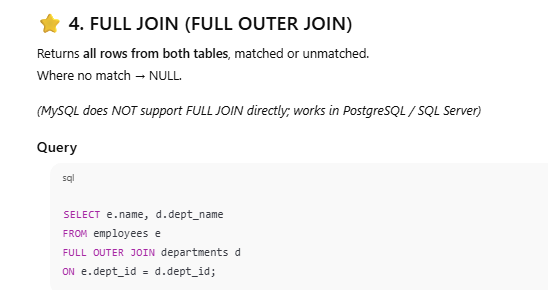 ⭐ 4. FULL JOIN (FULL OUTER JOIN)
Returns all rows from both tables, matched or unmatched.
Where no match → NULL.
(MySQL does NOT support FULL JOIN directly; works in PostgreSQL / SQL Server)
Query
sql
SELECT e.name, d.dept_name
FROM employees e
FULL OUTER JOIN departments d
ON e.dept_id = d.dept_id;